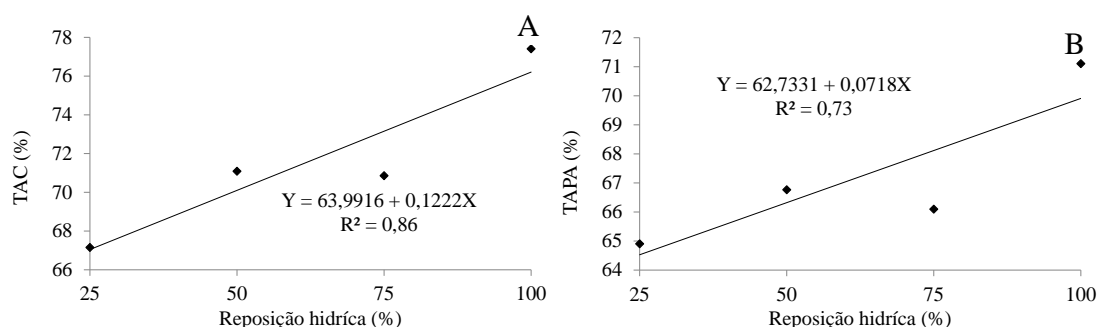 A
78
76
74
72
70
68
66
TAC (%)
Y = 63,9916 + 0,1222X
R² = 0,86
25 50 75 100
Reposição hidríca (%)
B
72
71
70
69
68
67
66
65
64
TAPA (%)
Y = 62,7331 + 0,0718X
R² = 0,73
25 50 75 100
Reposição hidríca (%)